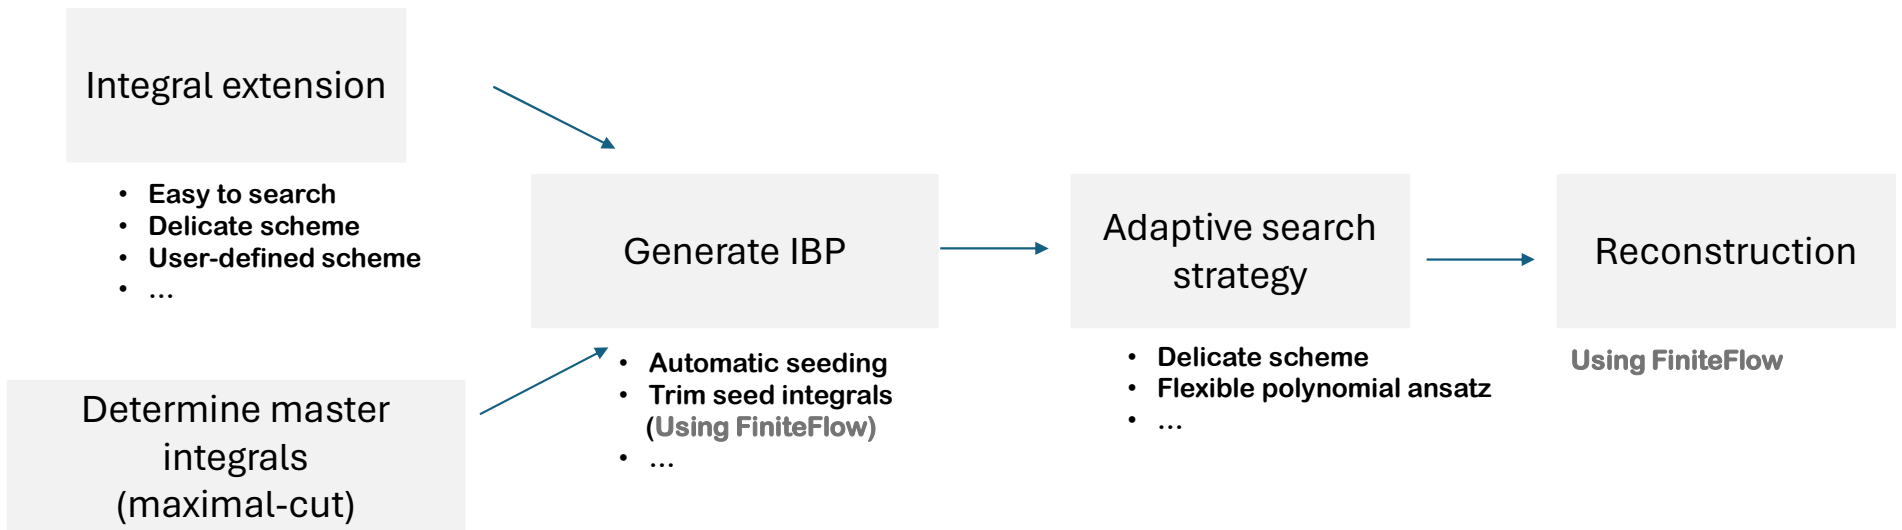 Integral extension
• Easy to search
• Delicate scheme
• User-defined scheme
• ...
Determine master
integrals
(maximal-cut)
Generate IBP
• Automatic seeding
• Trim seed integrals
(Using FiniteFlow)
• ...
Adaptive search
strategy
• Delicate scheme
• Flexible polynomial ansatz
• ...
Reconstruction
Using FiniteFlow